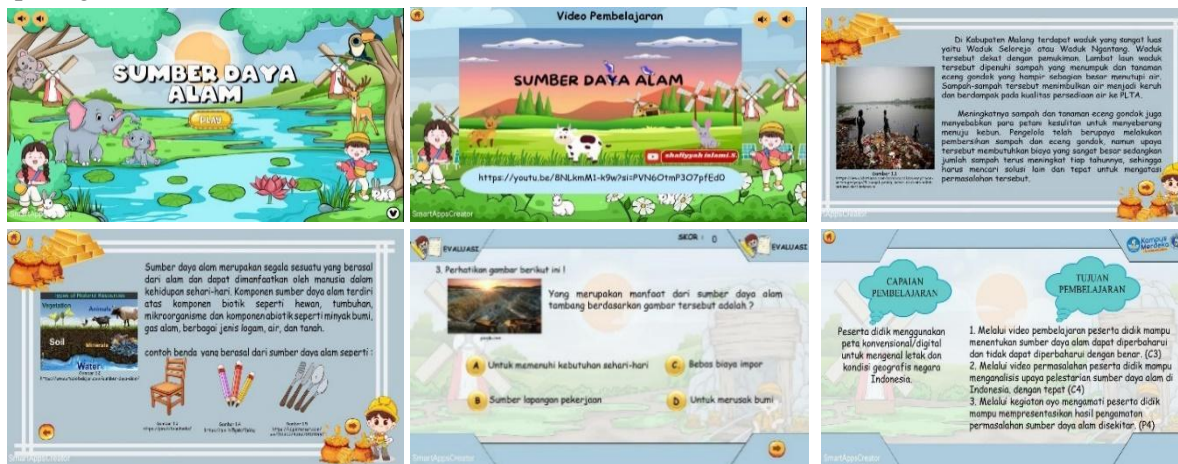 SUMBER DAYA
ALAM
PLAY
SmartAppsCreator
Video Pembelajaran
SUMBER DAYA ALAM
shafiyyah islami.S
https://youtu.be/8NLkmM1-k9w?si=PVN6OtmP3O7pfEd0
SmartAppsCreator
Di Kabupaten Malang terdapat waduk yang sangat luas
yaitu Waduk Selorejo atau Waduk Ngantang. Waduk
tersebut dekat dengan pemukiman. Lambat laun waduk
tersebut dipenuhi sampah yang menumpuk dan tanaman
eceng gondok yang hampir sebagian besar menutupi air.
Sampah-sampah tersebut menimbulkan air menjadi keruh
dan berdampak pada kualitas persediaan air ke PLTA.
Meningkatnya sampah dan tanaman eceng gondok juga
menyebabkan para petani kesulitan untuk menyeberang
menuju kebun. Pengelola telah berupaya melakukan
pembersihan sampah dan eceng gondok, namun upaya
tersebut membutuhkan biaya yang sangat besar sedangkan
jumlah sampah terus meningkat tiap tahunnya, sehingga
harus mencari solusi lain dan tepat untuk mengatasi
permasalahan tersebut.
SmartAppsCreator
Types of Natural Resources
Vegetation
Animals
Soil
Minerals
Water
Sumber daya alam merupakan segala sesuatu yang berasal
dari alam dan dapat dimanfaatkan oleh manusia dalam
kehidupan sehari-hari. Komponen sumber daya alam terdiri
atas komponen biotik seperti hewan, tumbuhan,
mikroorganisme dan komponen abiotik seperti minyak bumi,
gas alam, berbagai jenis logam, air, dan tanah.
contoh benda yang berasal dari sumber daya alam seperti :
SmartAppsCreator
EVALUASI
SKOR : 0
EVALUASI
3. Perhatikan gambar berikut ini !
Yang merupakan manfaat dari sumber daya alam
tambang berdasarkan gambar tersebut adalah ?
A Untuk memenuhi kebutuhan sehari-hari
C. Bebas biaya impor
B Sumber lapangan pekerjaan
D Untuk merusak bumi
SmartAppsCreator
Kampus
Merdeka
CAPAIAN
PEMBELAJARAN
TUJUAN
PEMBELAJARAN
Peserta didik menggunakan
peta konvensional/digital
untuk mengenal letak dan
kondisi geografis negara
Indonesia.
1. Melalui video pembelajaran peserta didik mampu
menentukan sumber daya alam dapat diperbaharui
dan tidak dapat diperbaharui dengan benar. (C3)
2. Melalui video permasalahan peserta didik mampu
menganalisis upaya pelestarian sumber daya alam di
Indonesia, dengan tepat (C4)
3. Melalui kegiatan ayo mengamati peserta didik
mampu mempresentasikan hasil pengamatan
permasalahan sumber daya alam disekitar. (P4)
SmartAppsCreator